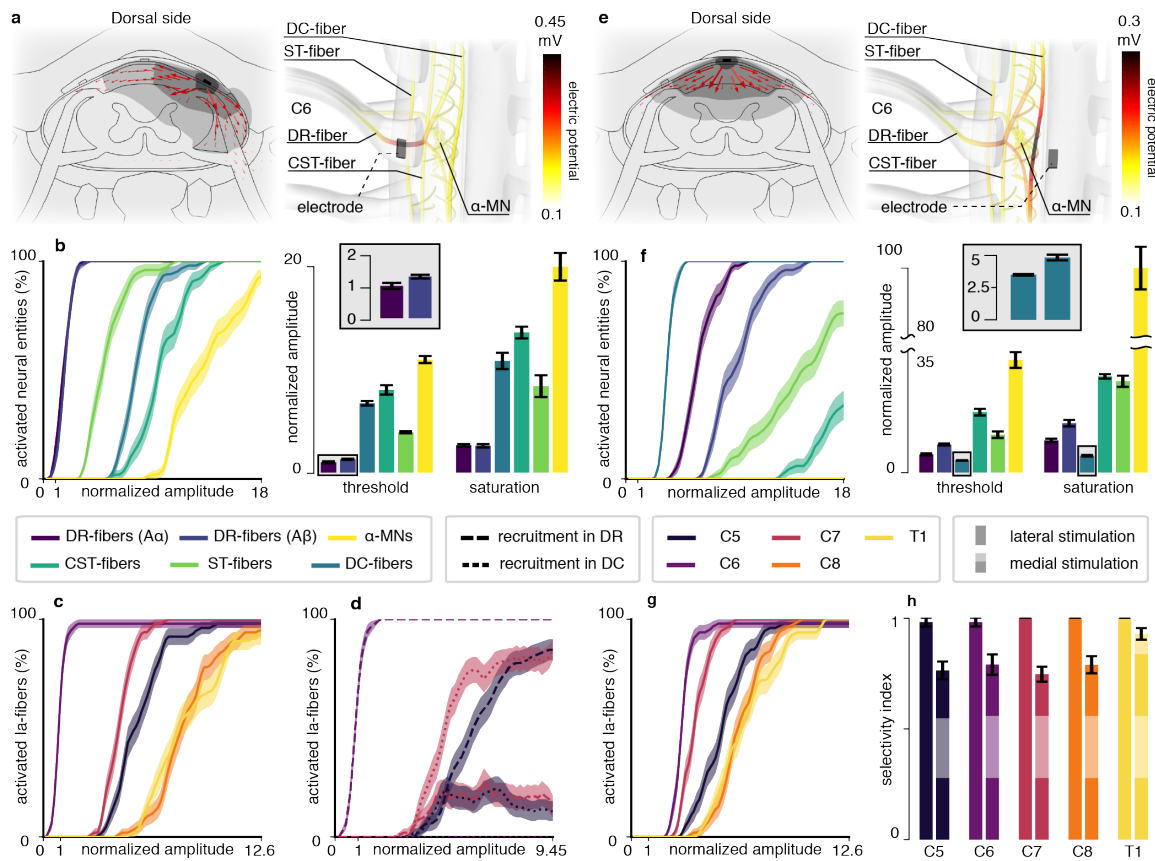 a
Dorsal side
C6
DC-fiber
ST-fiber
DR-fiber
CST-fiber
electrode
α-MN
0.45
mV
electric potential
0.1
e
Dorsal side
C6
DC-fiber
ST-fiber
DR-fiber
CST-fiber
electrode
α-MN
0.3
mV
electric potential
0.1
b
activated neural entities (%)
100
0
0 1 normalized amplitude 18
normalized amplitude
20
0
2
1
0
threshold saturation
f
activated neural entities (%)
100
0
0 1 normalized amplitude 18
normalized amplitude
100
80
35
0
5
2.5
0
threshold saturation
DR-fibers (Aα) DR-fibers (Aβ) α-MNs
CST-fibers ST-fibers DC-fibers
recruitment in DR
recruitment in DC
C5 C7 T1
C6 C8
lateral stimulation
medial stimulation
c
activated Ia-fibers (%)
100
0
0 1 normalized amplitude 12.6
d
activated Ia-fibers (%)
100
0
0 1 normalized amplitude 9.45
g
activated Ia-fibers (%)
100
0
0 1 normalized amplitude 12.6
h
selectivity index
1
0
C5 C6 C7 C8 T1